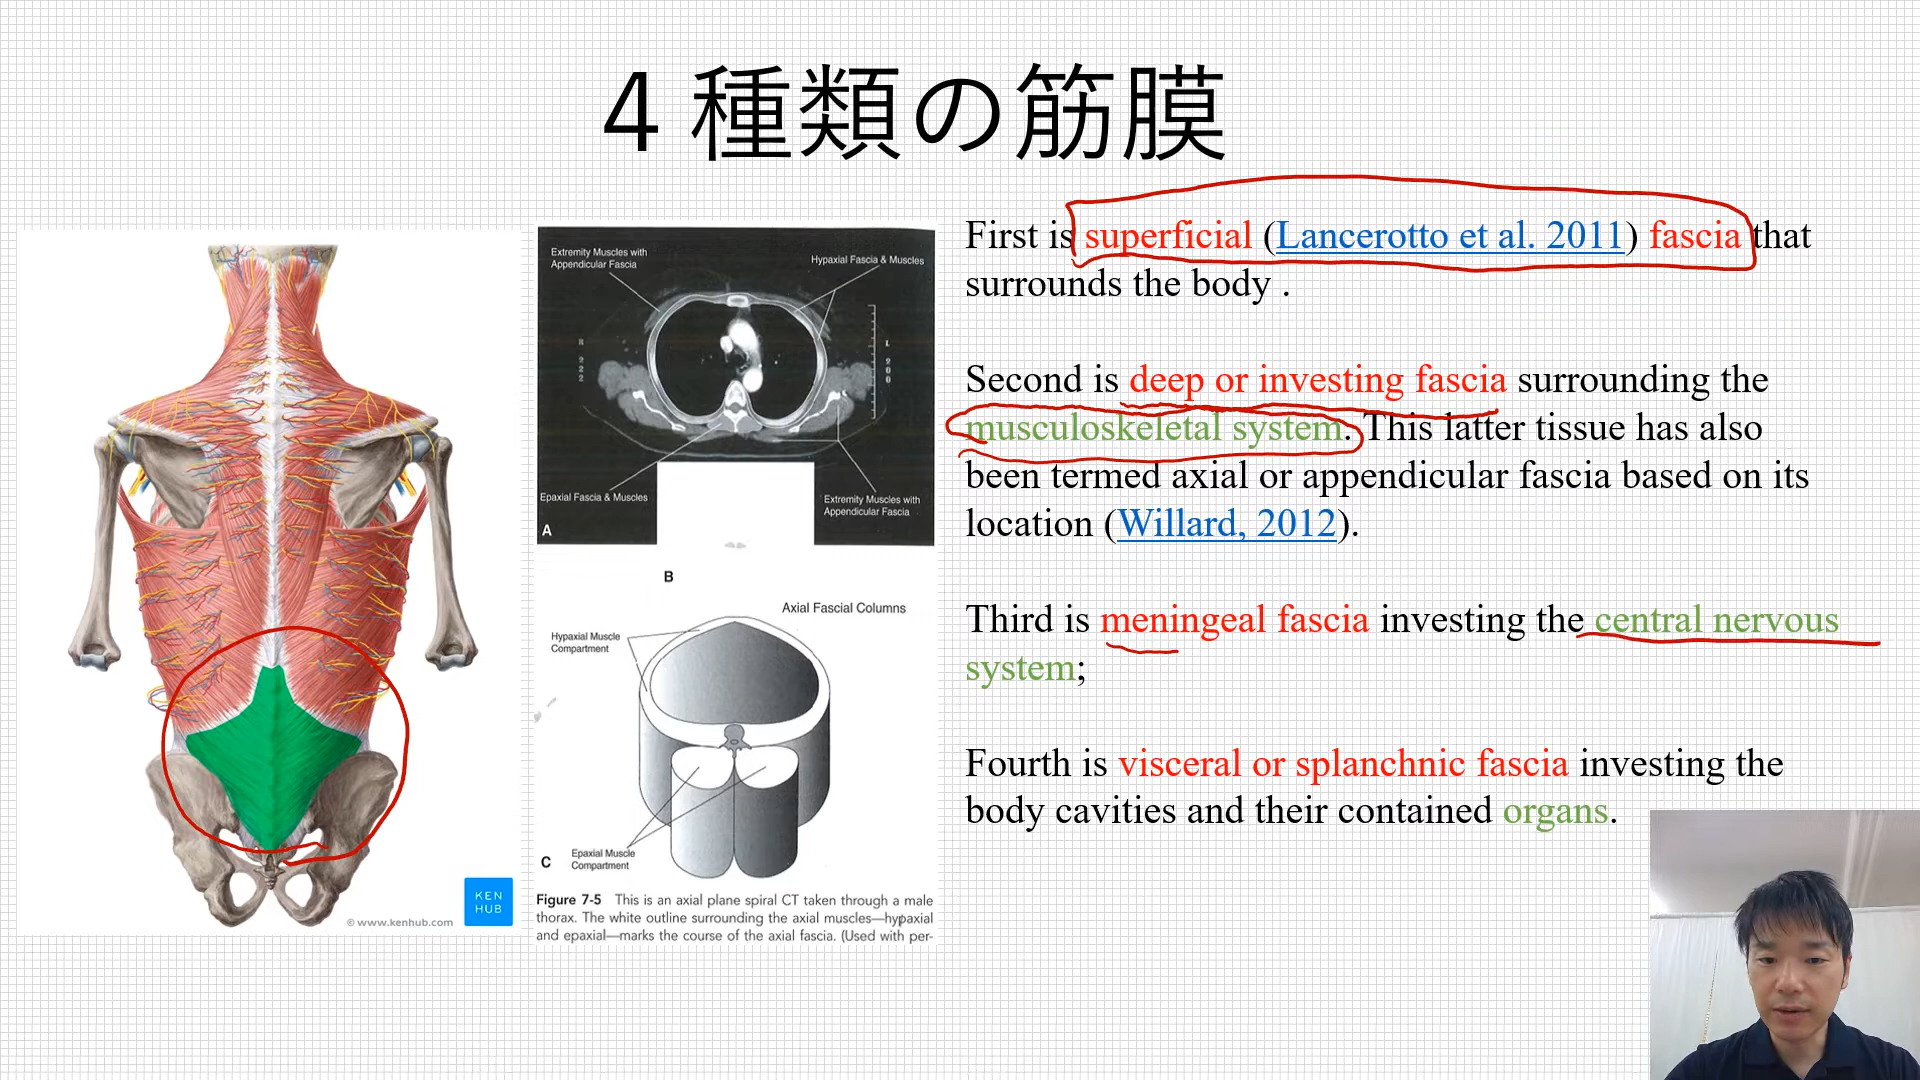 4種類の筋膜
First is superficial (Lancerotto et al. 2011) fascia that
surrounds the body .
Second is deep or investing fascia surrounding the
musculoskeletal system. This latter tissue has also
been termed axial or appendicular fascia based on its
location (Willard, 2012).
Third is meningeal fascia investing the central nervous
system;
Fourth is visceral or splanchnic fascia investing the
body cavities and their contained organs.
KEN
HUB
© www.kenhub.com
Extremity Muscles with
Appendicular Fascia
Hypaxial Fascia & Muscles
R
L
Epaxial Fascia & Muscles
Extremity Muscles with
Appendicular Fascia
A
B
Axial Fascial Columns
Hypaxial Muscle
Compartment
Epaxial Muscle
Compartment
C
Figure 7-5 This is an axial plane spiral CT taken through a male
thorax. The white outline surrounding the axial muscles—hypaxial
and epaxial—marks the course of the axial fascia. (Used with per-